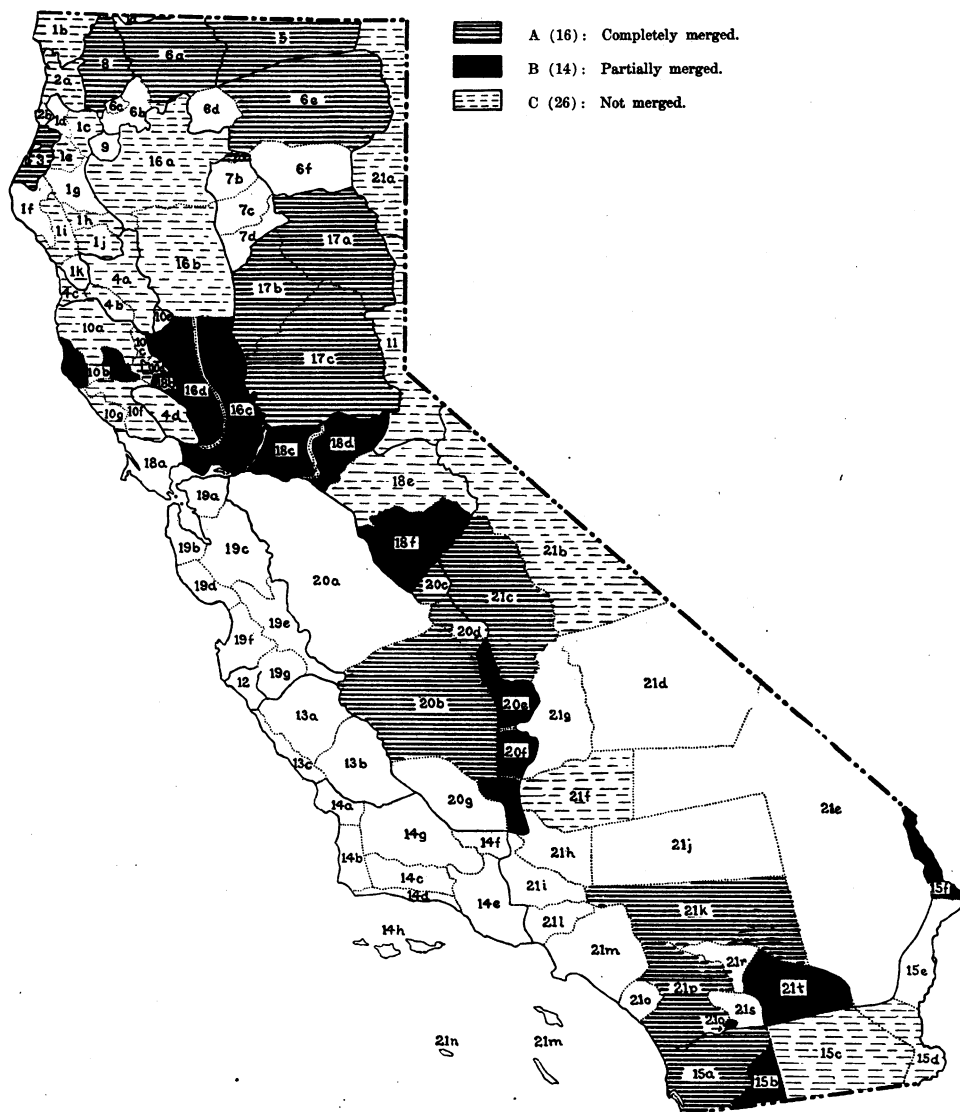 A (16): Completely merged.
B (14): Partially merged.
C (26): Not merged.
1b
8
6a
5
2a
6c
6b
6d
6e
2b
1d
1c
9
16a
3
1e
7b
6f
21a
1g
1f
7c
1h
1i
1j
7d
17a
16b
1k
4a
17b
4c
4b
10a
11
17c
10b
16d
16c
10g
10f
4d
18c
18d
18a
18e
19a
18f
21b
19b
19c
20a
20c
21c
19d
19e
20d
19f
12
19g
20b
20e
21g
21d
13a
20f
13c
13b
20g
21f
21e
14a
14g
14f
21h
21j
14b
14c
14d
14e
21i
15f
21l
21k
14h
21m
21r
15e
21p
21t
21o
21s
21q
21n
21m
15a
15b
15c
15d